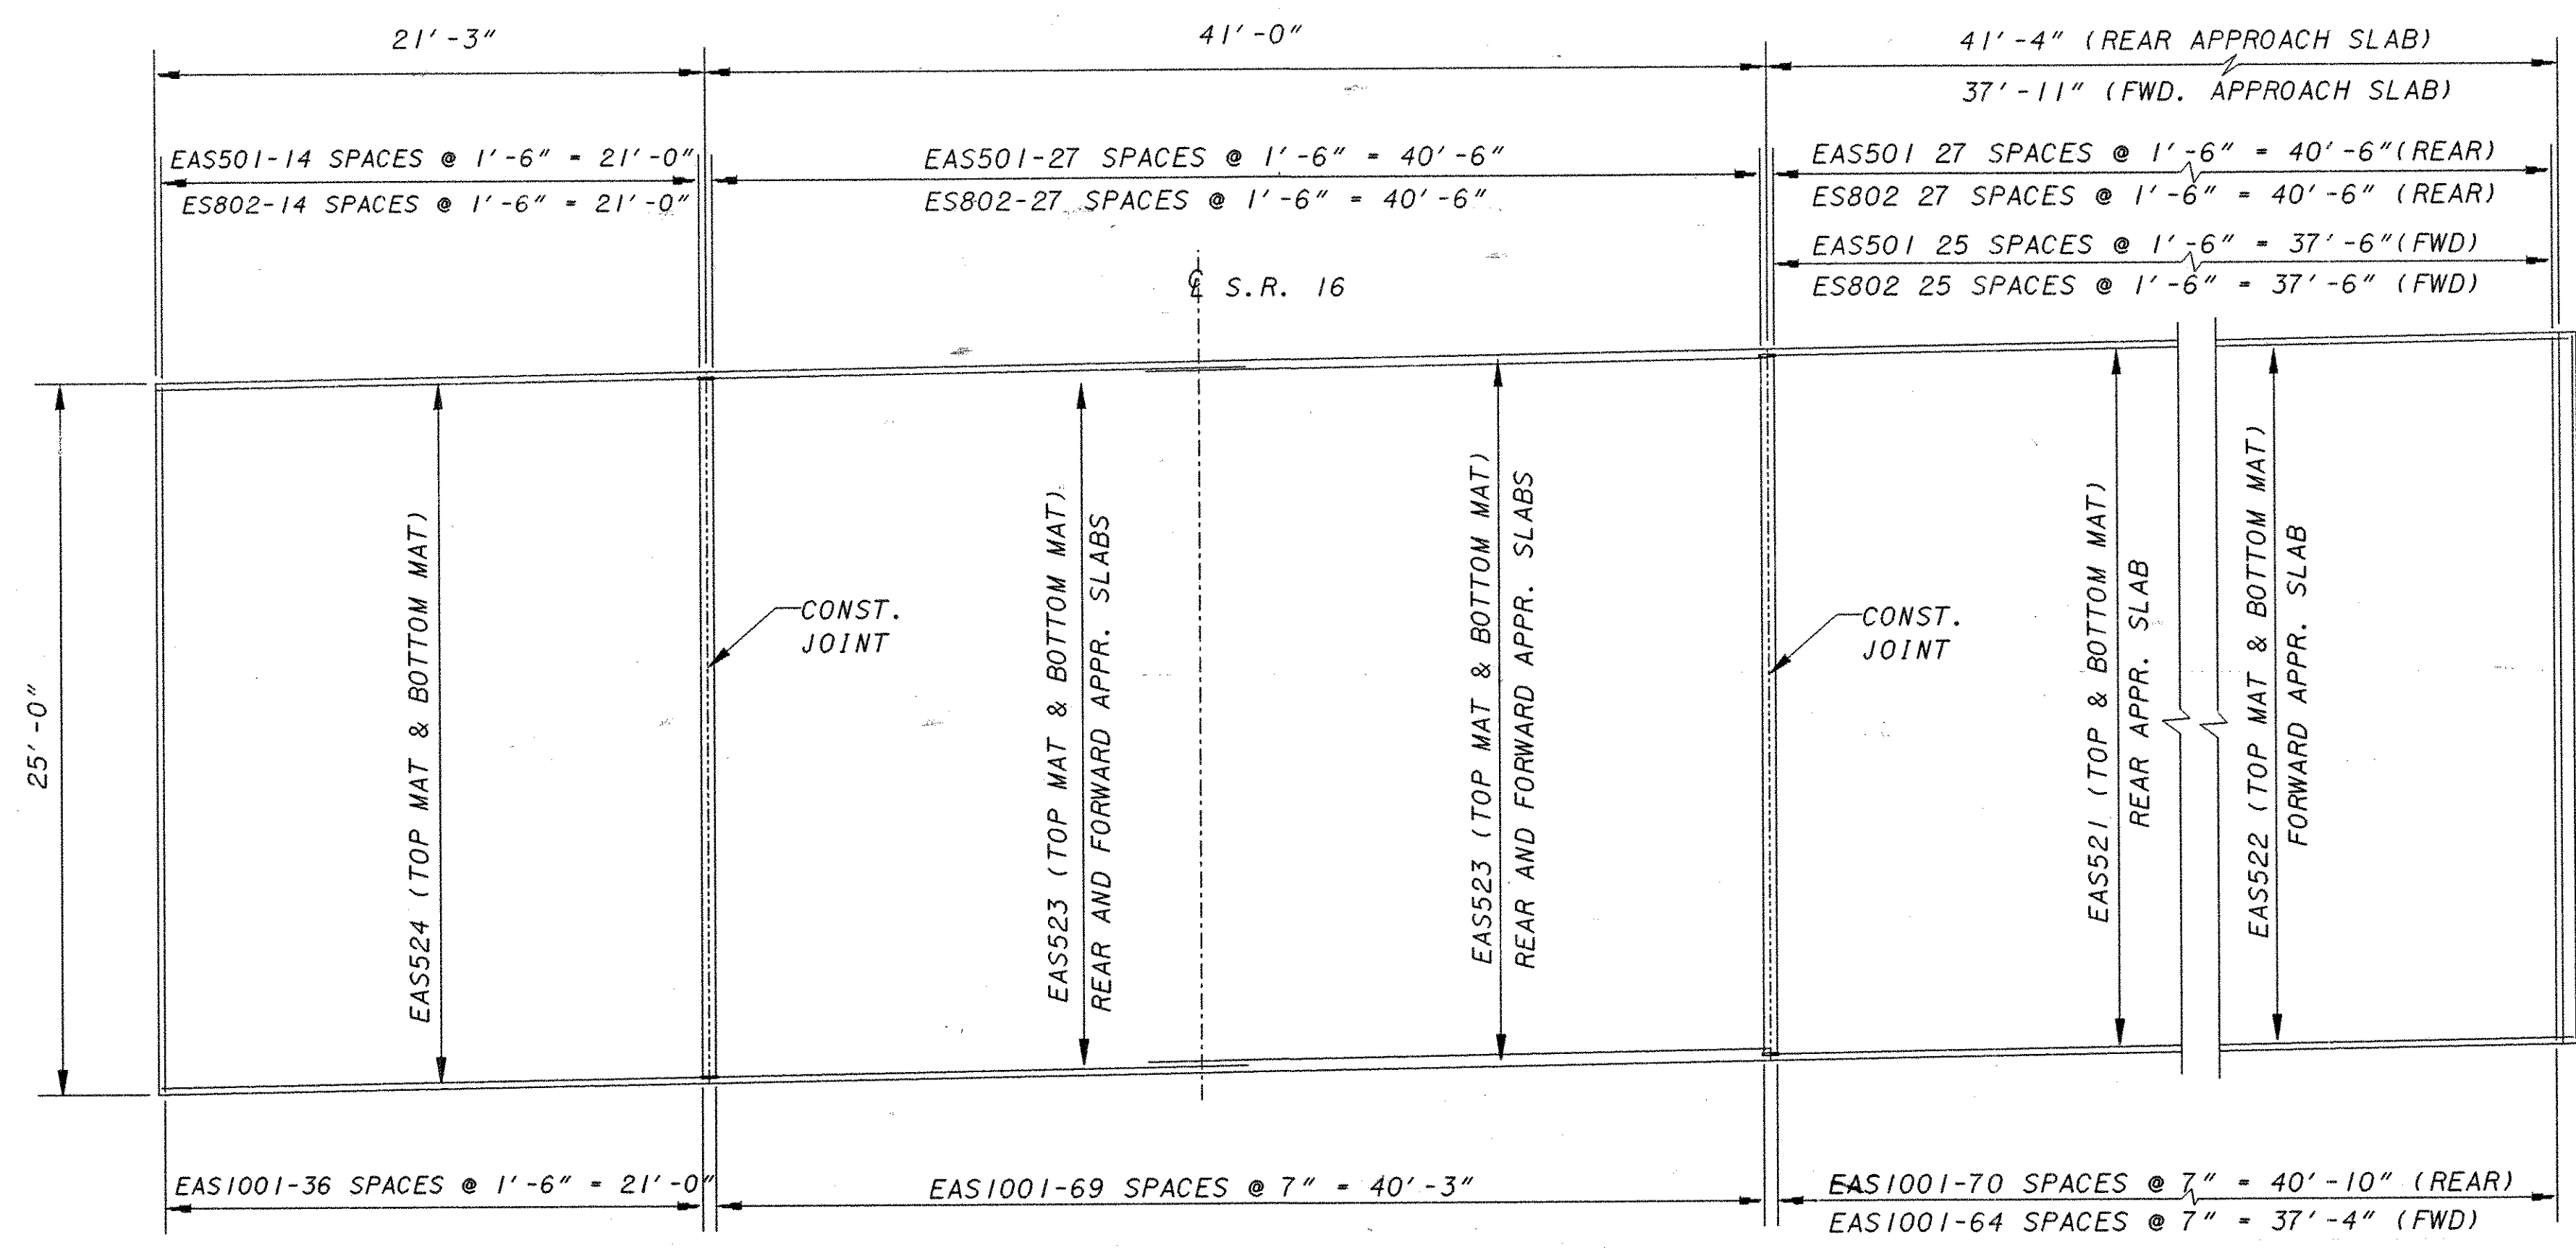 21'-3"
41'-0"
41'-4" (REAR APPROACH SLAB)
37'-11" (FWD. APPROACH SLAB)
EAS501-14 SPACES @ 1'-6" = 21'-0"
ES802-14 SPACES @ 1'-6" = 21'-0"
EAS501-27 SPACES @ 1'-6" = 40'-6"
ES802-27 SPACES @ 1'-6" = 40'-6"
EAS501 27 SPACES @ 1'-6" = 40'-6"(REAR)
ES802 27 SPACES @ 1'-6" = 40'-6" (REAR)
EAS501 25 SPACES @ 1'-6" = 37'-6"(FWD)
ES802 25 SPACES @ 1'-6" = 37'-6" (FWD)
℄ S.R. 16
25'-0"
EAS524 (TOP MAT & BOTTOM MAT)
CONST.
JOINT
EAS523 (TOP MAT & BOTTOM MAT)
REAR AND FORWARD APPR. SLABS
EAS523 (TOP MAT & BOTTOM MAT)
REAR AND FORWARD APPR. SLABS
CONST.
JOINT
EAS521 (TOP & BOTTOM MAT)
REAR APPR. SLAB
EAS522 (TOP MAT & BOTTOM MAT)
FORWARD APPR. SLAB
EAS1001-36 SPACES @ 1'-6" = 21'-0"
EAS1001-69 SPACES @ 7" = 40'-3"
EAS1001-70 SPACES @ 7" = 40'-10" (REAR)
EAS1001-64 SPACES @ 7" = 37'-4" (FWD)